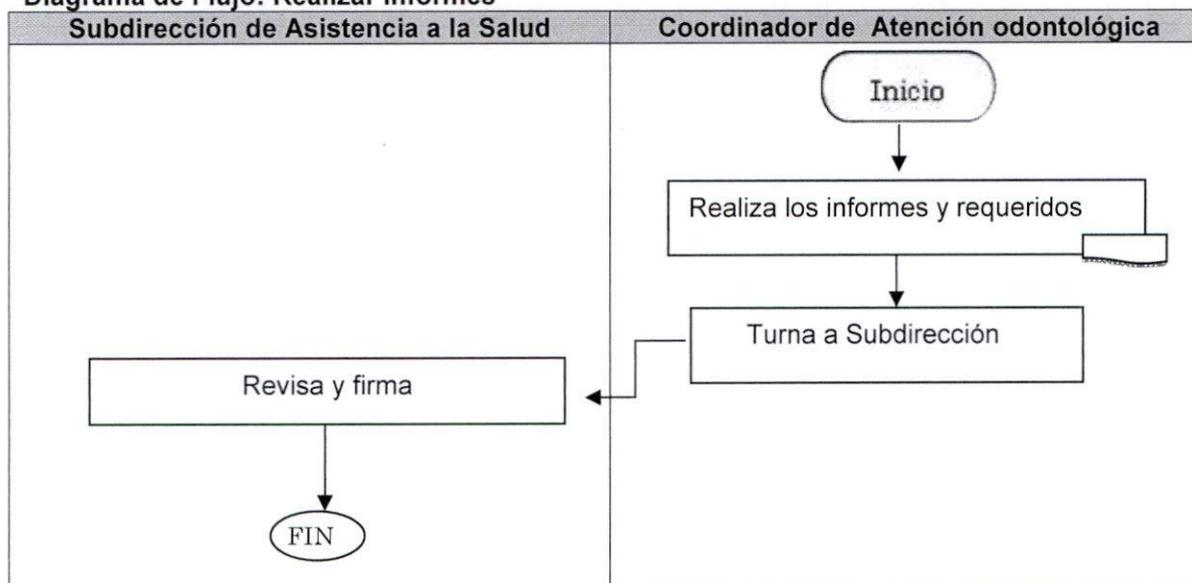 Diagrama de Flujo: Realizar Informes
Subdirección de Asistencia a la Salud
Coordinador de Atención odontológica
Inicio
Realiza los informes y requeridos
Turna a Subdirección
Revisa y firma
FIN